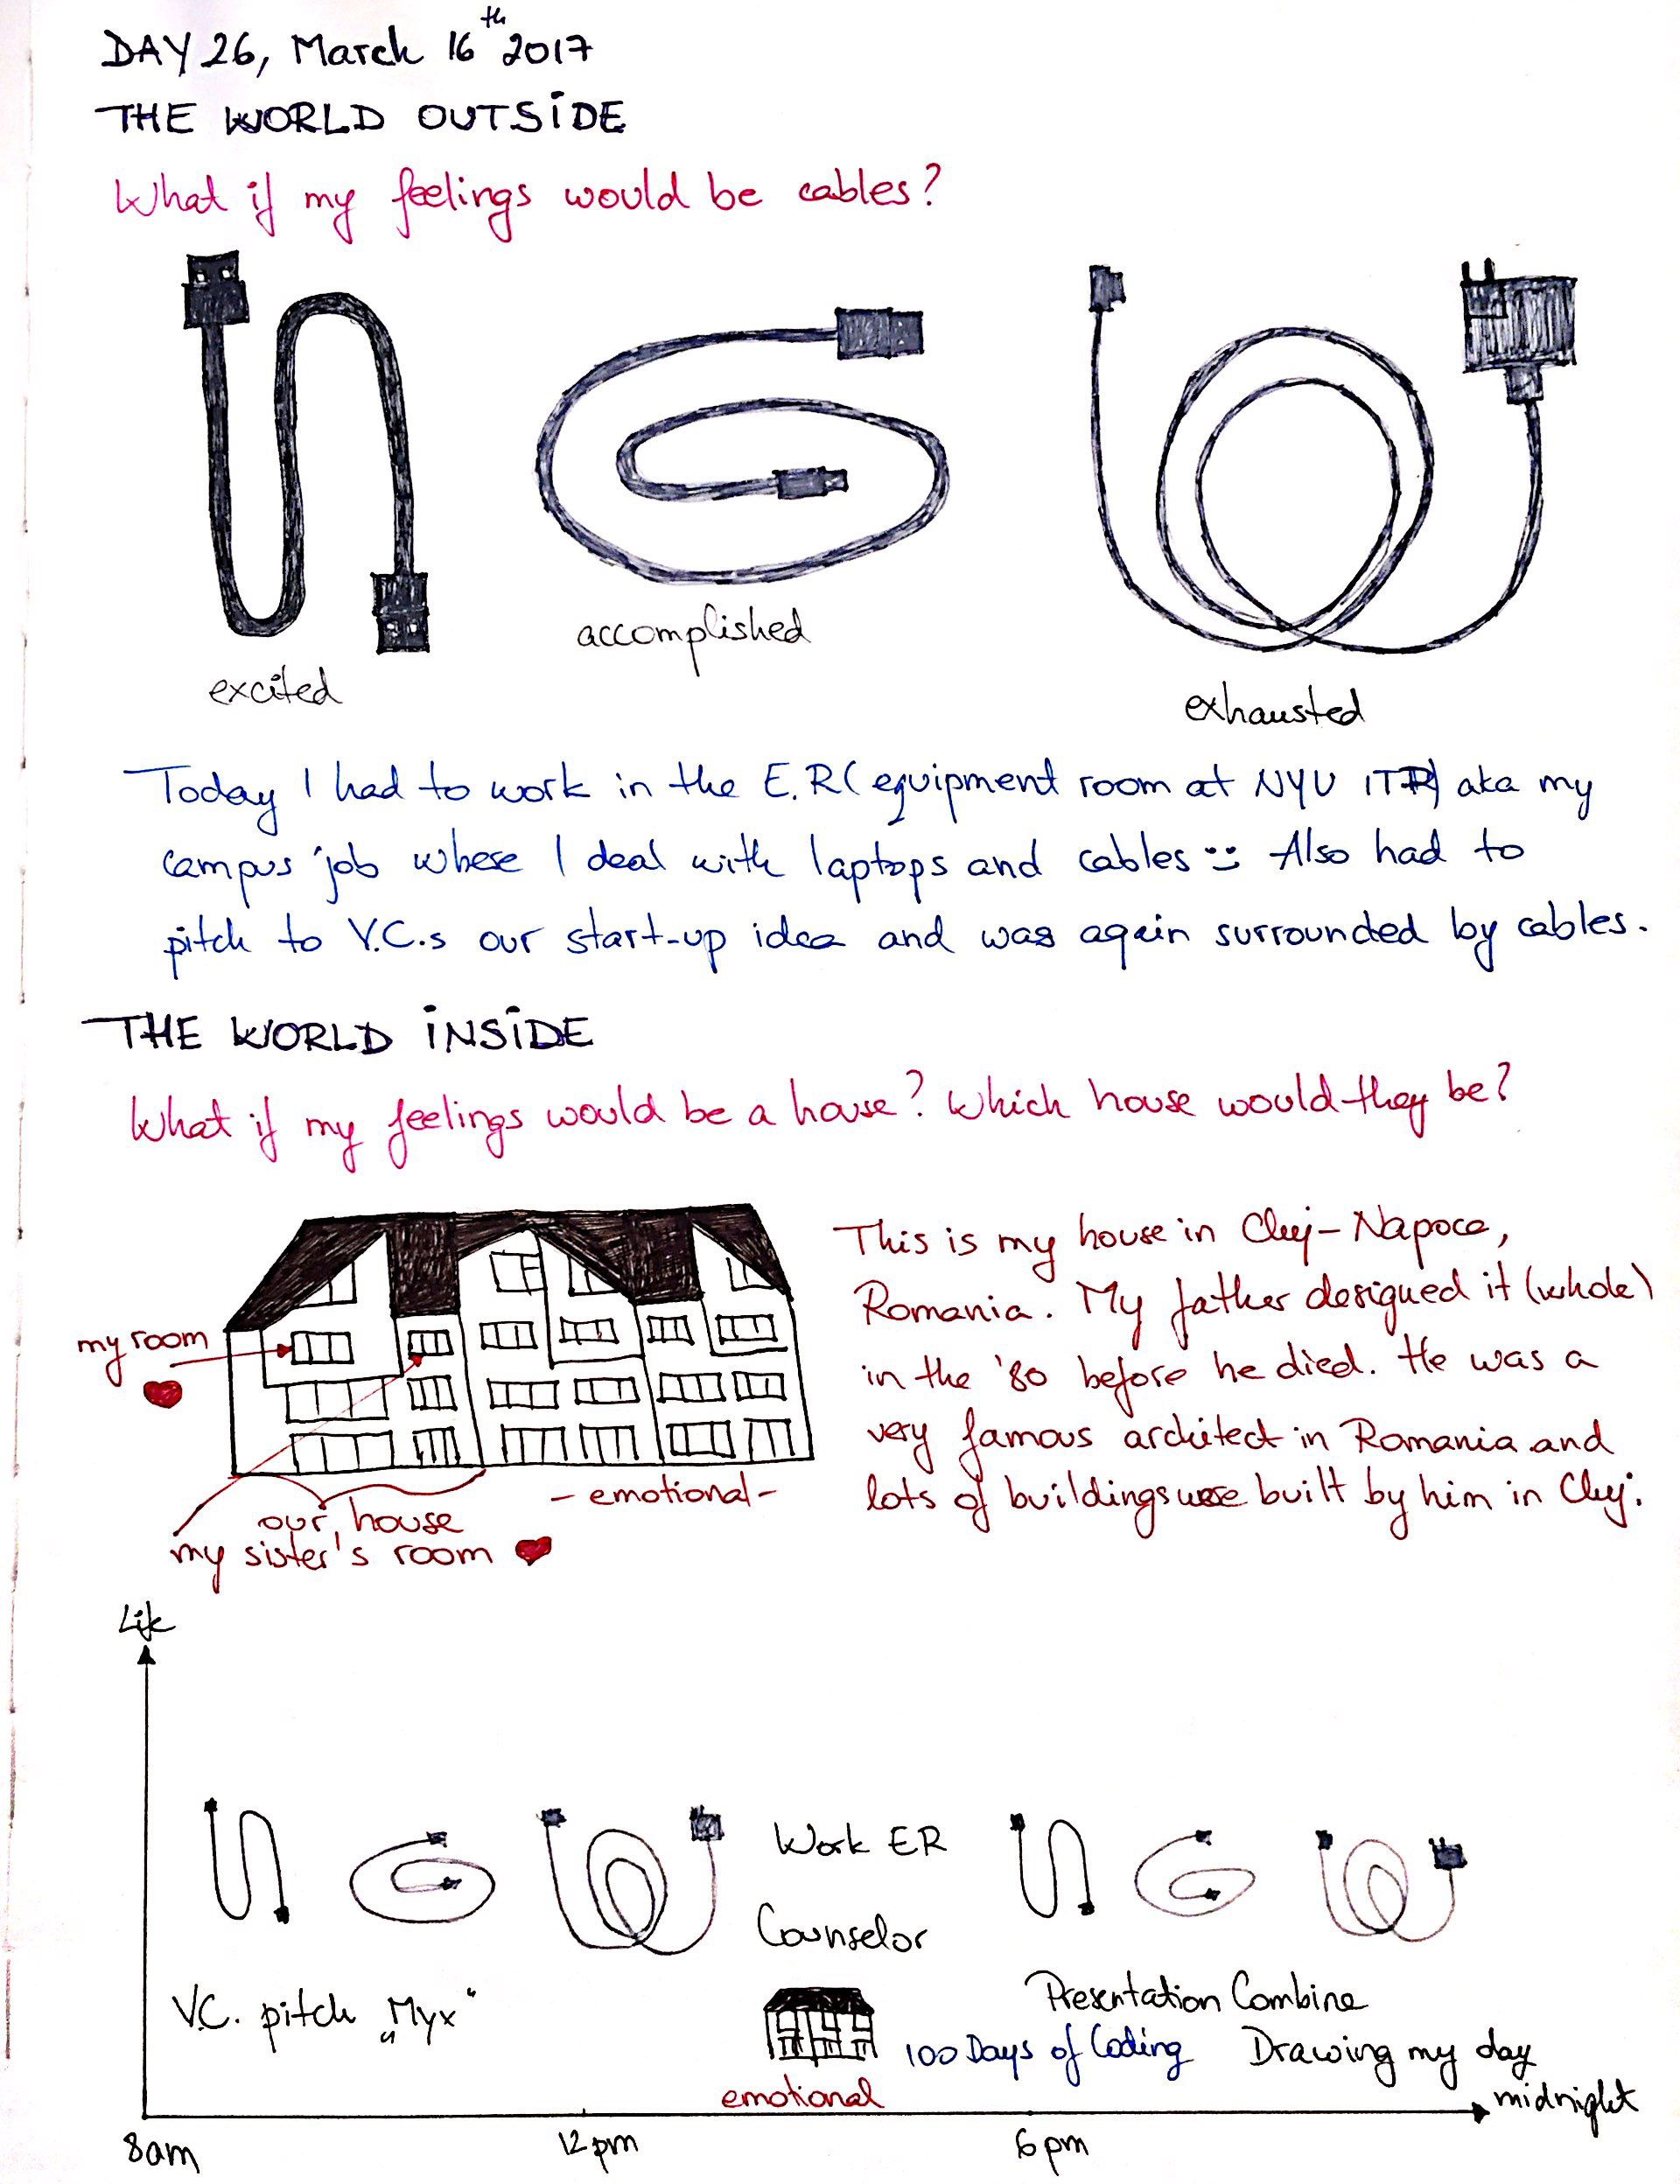 DAY 26, March 16th 2017
THE WORLD OUTSIDE
What if my feelings would be cables?
excited
accomplished
exhausted
Today I had to work in the E.R (equipment room at NYU ITP) aka my
campus job where I deal with laptops and cables :) Also had to
pitch to V.C.s our start-up idea and was again surrounded by cables.
THE WORLD INSIDE
What if my feelings would be a house? Which house would they be?
This is my house in Cluj-Napoca,
Romania. My father designed it (whole)
in the '80 before he died. He was a
very famous architect in Romania and
lots of buildings were built by him in Cluj.
my room
our house
- emotional -
my sister's room
Life
Work ER
Counselor
V.C. pitch „Myx"
Presentation Combine
100 Days of Coding Drawing my day
emotional
midnight
8am 12pm 6pm